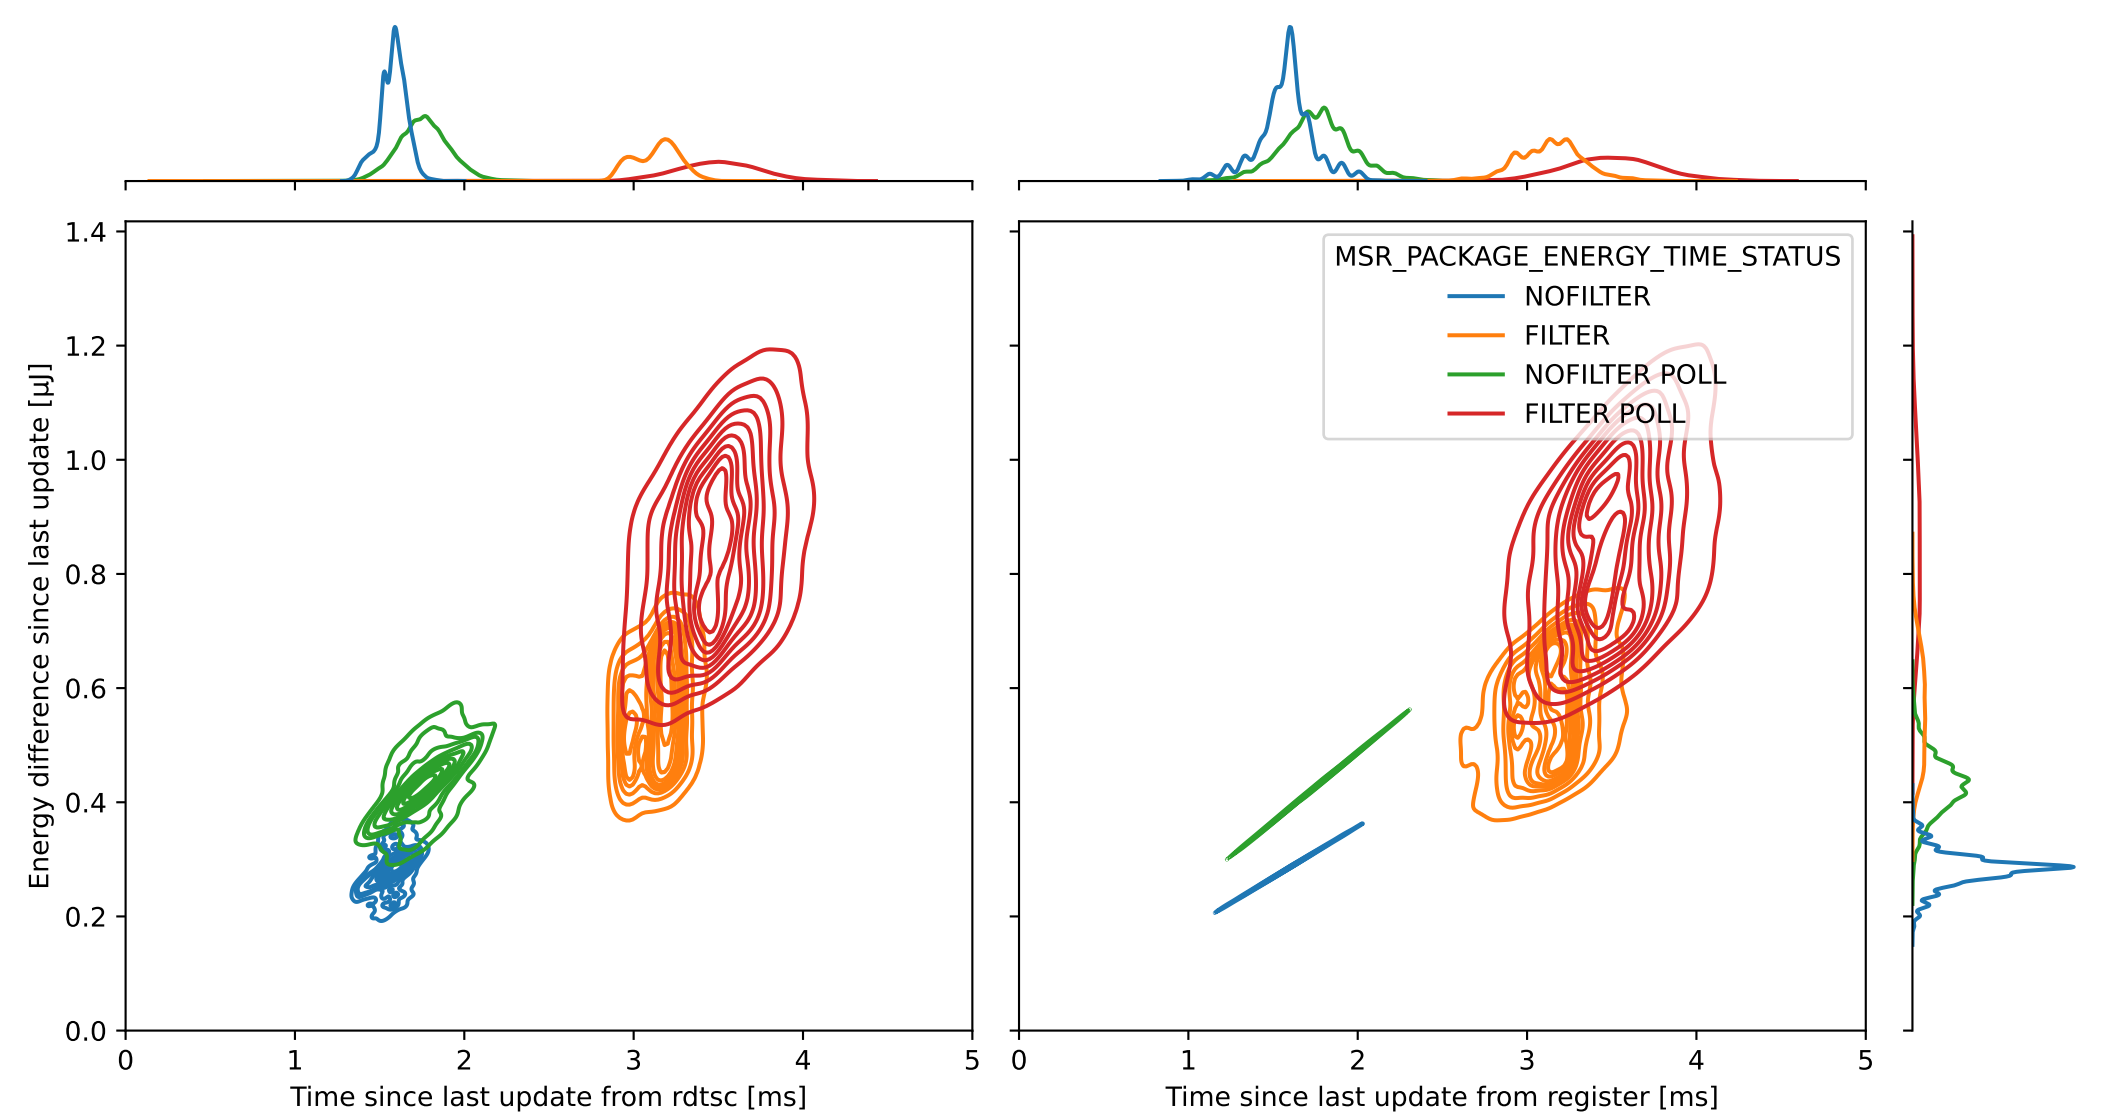 1.4
1.2
1.0
0.8
0.6
0.4
0.2
0.0
Energy difference since last update [µJ]
0 1 2 3 4 5
Time since last update from rdtsc [ms]
MSR_PACKAGE_ENERGY_TIME_STATUS
NOFILTER
FILTER
NOFILTER POLL
FILTER POLL
0 1 2 3 4 5
Time since last update from register [ms]